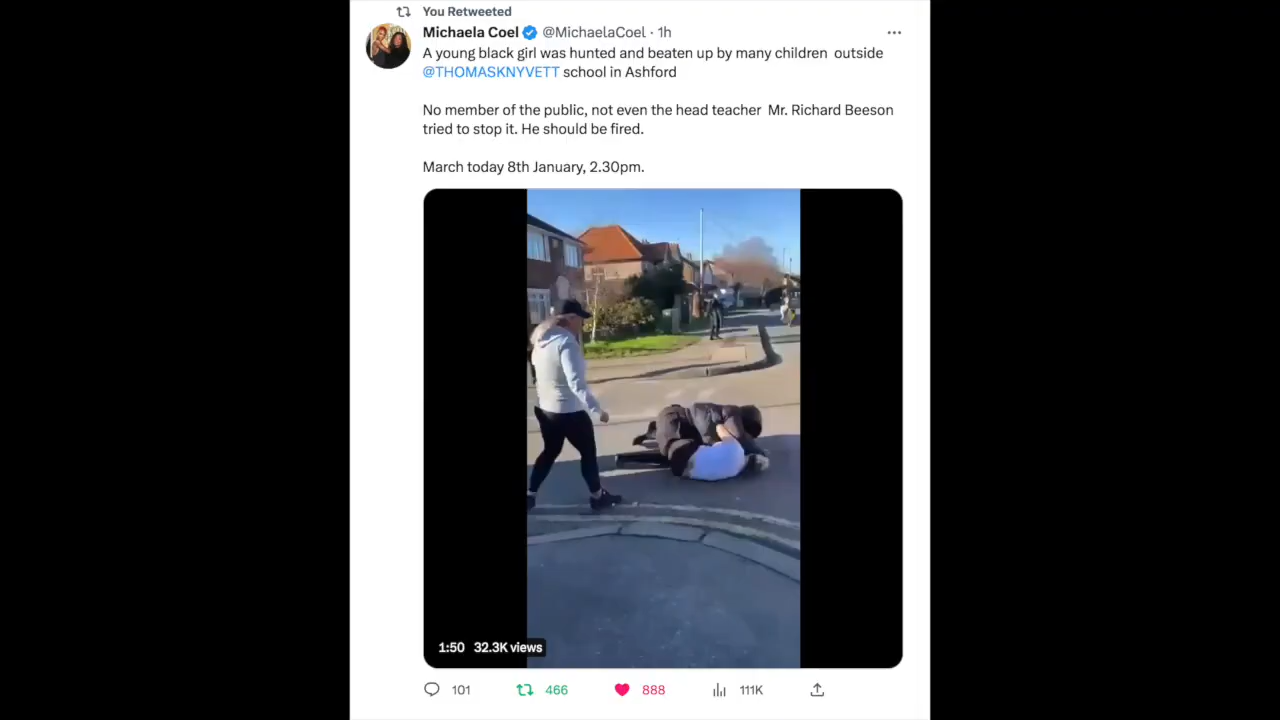 You Retweeted
Michaela Coel @MichaelaCoel · 1h
A young black girl was hunted and beaten up by many children outside
@THOMASKNYVETT school in Ashford
No member of the public, not even the head teacher Mr. Richard Beeson
tried to stop it. He should be fired.
March today 8th January, 2.30pm.
1:50 32.3K views
101 466 888 111K